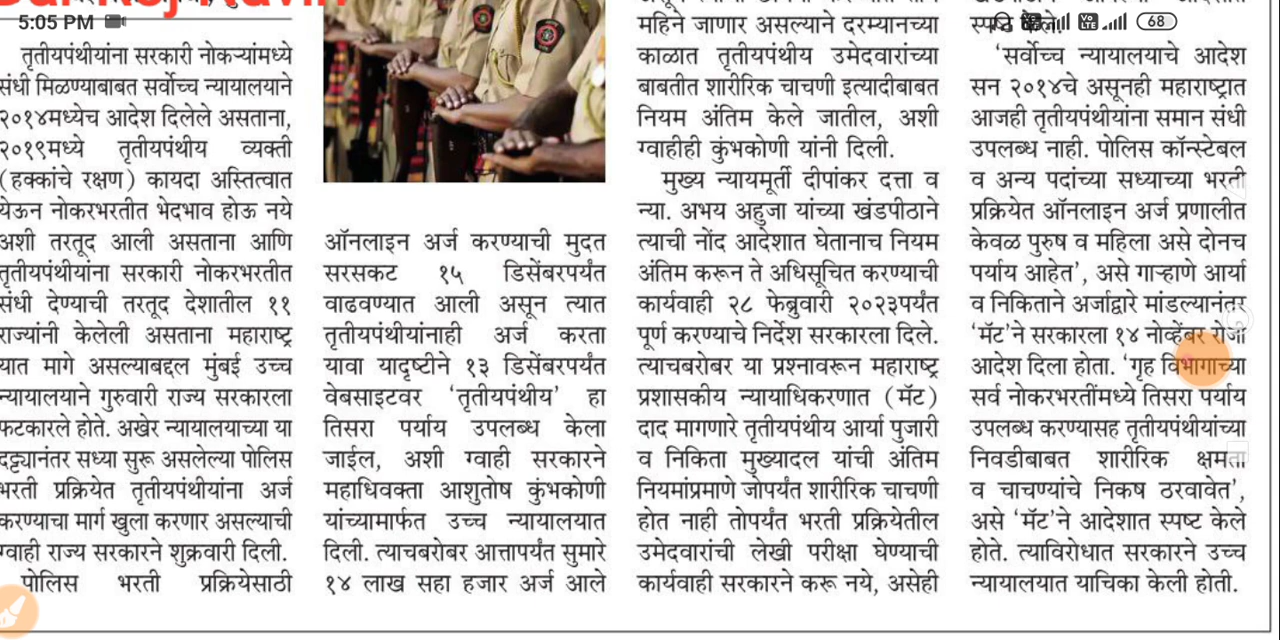 5:05 PM
68
तृतीयपंथीयांना सरकारी नोकऱ्यांमध्ये
संधी मिळण्याबाबत सर्वोच्च न्यायालयाने
२०१४मध्येच आदेश दिलेले असताना,
२०१९मध्ये तृतीयपंथीय व्यक्ती
(हक्कांचे रक्षण) कायदा अस्तित्वात
येऊन नोकरभरतीत भेदभाव होऊ नये
अशी तरतूद आली असताना आणि
तृतीयपंथीयांना सरकारी नोकरभरतीत
संधी देण्याची तरतूद देशातील ११
राज्यांनी केलेली असताना महाराष्ट्र
यात मागे असल्याबद्दल मुंबई उच्च
न्यायालयाने गुरुवारी राज्य सरकारला
फटकारले होते. अखेर न्यायालयाच्या या
दट्ट्यानंतर सध्या सुरू असलेल्या पोलिस
भरती प्रक्रियेत तृतीयपंथीयांना अर्ज
करण्याचा मार्ग खुला करणार असल्याची
ग्वाही राज्य सरकारने शुक्रवारी दिली.
पोलिस भरती प्रक्रियेसाठी
ऑनलाइन अर्ज करण्याची मुदत
सरसकट १५ डिसेंबरपर्यंत
वाढवण्यात आली असून त्यात
तृतीयपंथीयांनाही अर्ज करता
यावा यादृष्टीने १३ डिसेंबरपर्यंत
वेबसाइटवर 'तृतीयपंथीय' हा
तिसरा पर्याय उपलब्ध केला
जाईल, अशी ग्वाही सरकारने
महाधिवक्ता आशुतोष कुंभकोणी
यांच्यामार्फत उच्च न्यायालयात
दिली. त्याचबरोबर आत्तापर्यंत सुमारे
१४ लाख सहा हजार अर्ज आले
महिने जाणार असल्याने दरम्यानच्या
काळात तृतीयपंथीय उमेदवारांच्या
बाबतीत शारीरिक चाचणी इत्यादीबाबत
नियम अंतिम केले जातील, अशी
ग्वाहीही कुंभकोणी यांनी दिली.
मुख्य न्यायमूर्ती दीपांकर दत्ता व
न्या. अभय अहुजा यांच्या खंडपीठाने
त्याची नोंद आदेशात घेतानाच नियम
अंतिम करून ते अधिसूचित करण्याची
कार्यवाही २८ फेब्रुवारी २०२३पर्यंत
पूर्ण करण्याचे निर्देश सरकारला दिले.
त्याचबरोबर या प्रश्नावरून महाराष्ट्र
प्रशासकीय न्यायाधिकरणात (मॅट)
दाद मागणारे तृतीयपंथीय आर्या पुजारी
व निकिता मुख्यादल यांची अंतिम
नियमांप्रमाणे जोपर्यंत शारीरिक चाचणी
होत नाही तोपर्यंत भरती प्रक्रियेतील
उमेदवारांची लेखी परीक्षा घेण्याची
कार्यवाही सरकारने करू नये, असेही
'सर्वोच्च न्यायालयाचे आदेश
सन २०१४चे असूनही महाराष्ट्रात
आजही तृतीयपंथीयांना समान संधी
उपलब्ध नाही. पोलिस कॉन्स्टेबल
व अन्य पदांच्या सध्याच्या भरती
प्रक्रियेत ऑनलाइन अर्ज प्रणालीत
केवळ पुरुष व महिला असे दोनच
पर्याय आहेत', असे गाऱ्हाणे आर्या
व निकिताने अर्जाद्वारे मांडल्यानंतर
'मॅट'ने सरकारला १४ नोव्हेंबर रोजी
आदेश दिला होता. 'गृह विभागाच्या
सर्व नोकरभरतींमध्ये तिसरा पर्याय
उपलब्ध करण्यासह तृतीयपंथीयांच्या
निवडीबाबत शारीरिक क्षमता
व चाचण्यांचे निकष ठरवावेत',
असे 'मॅट'ने आदेशात स्पष्ट केले
होते. त्याविरोधात सरकारने उच्च
न्यायालयात याचिका केली होती.